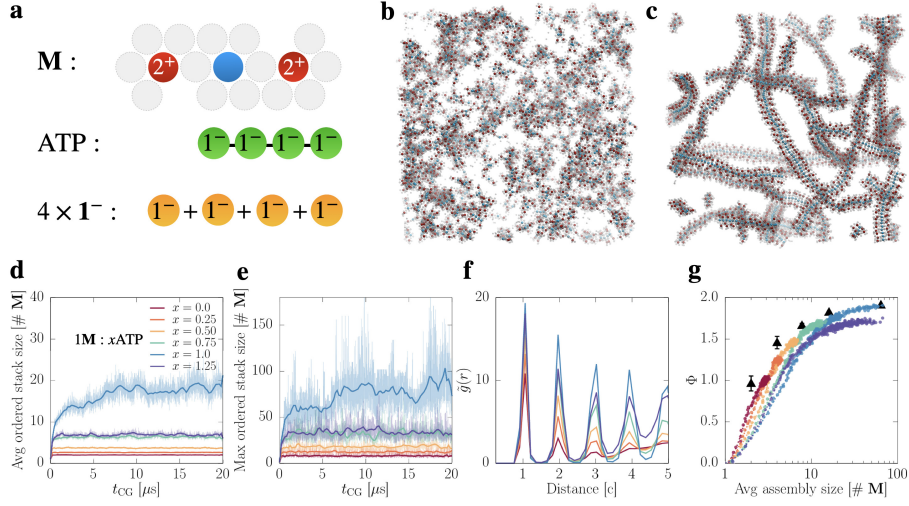 a
M :
2⁺
2⁺
ATP :
1⁻ 1⁻ 1⁻ 1⁻
4 × 1⁻ :
1⁻ + 1⁻ + 1⁻ + 1⁻
b
c
d
Avg ordered stack size [# M]
40
30
20
10
0
1M : xATP
x = 0.0
x = 0.25
x = 0.50
x = 0.75
x = 1.0
x = 1.25
0 5 10 15 20
t_CG [μs]
e
Max ordered stack size [# M]
150
100
50
0
0 5 10 15 20
t_CG [μs]
f
g̃(r)
20
10
0
1 2 3 4 5
Distance [c]
g
Φ
2.0
1.5
1.0
0.5
0.0
1 10 100
Avg assembly size [# M]